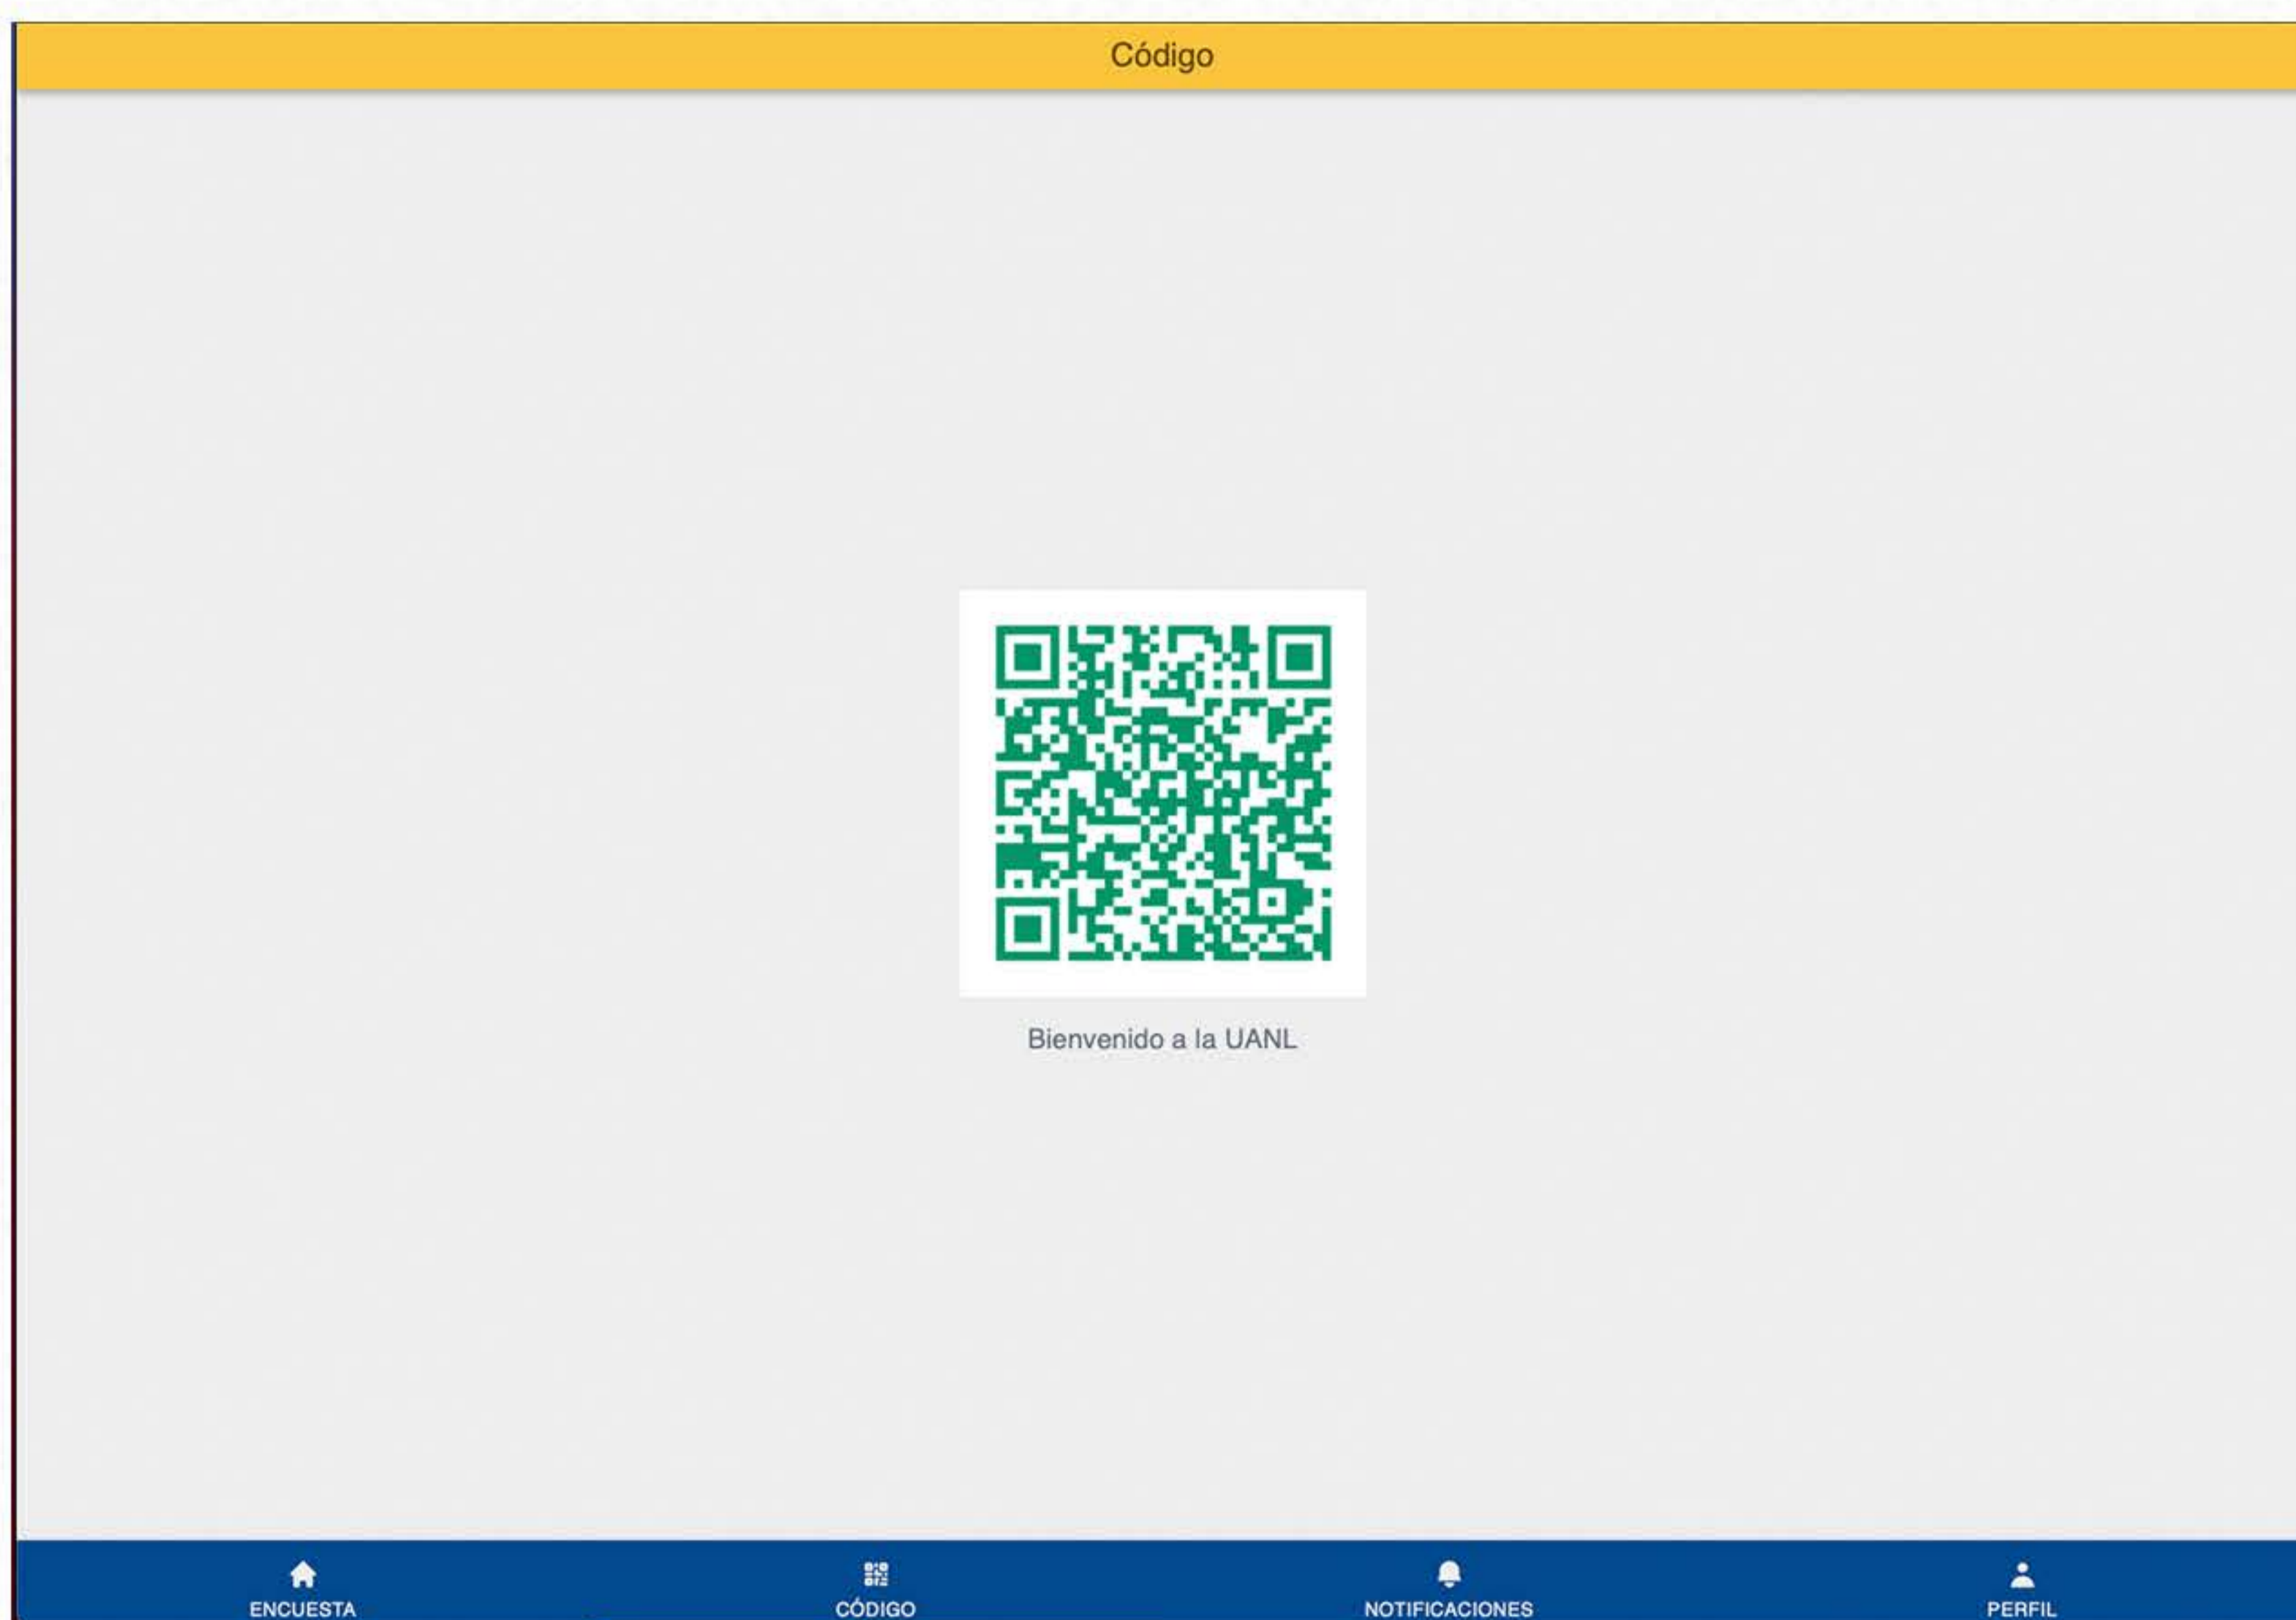 Código
Bienvenido a la UANL
ENCUESTA
CÓDIGO
NOTIFICACIONES
PERFIL